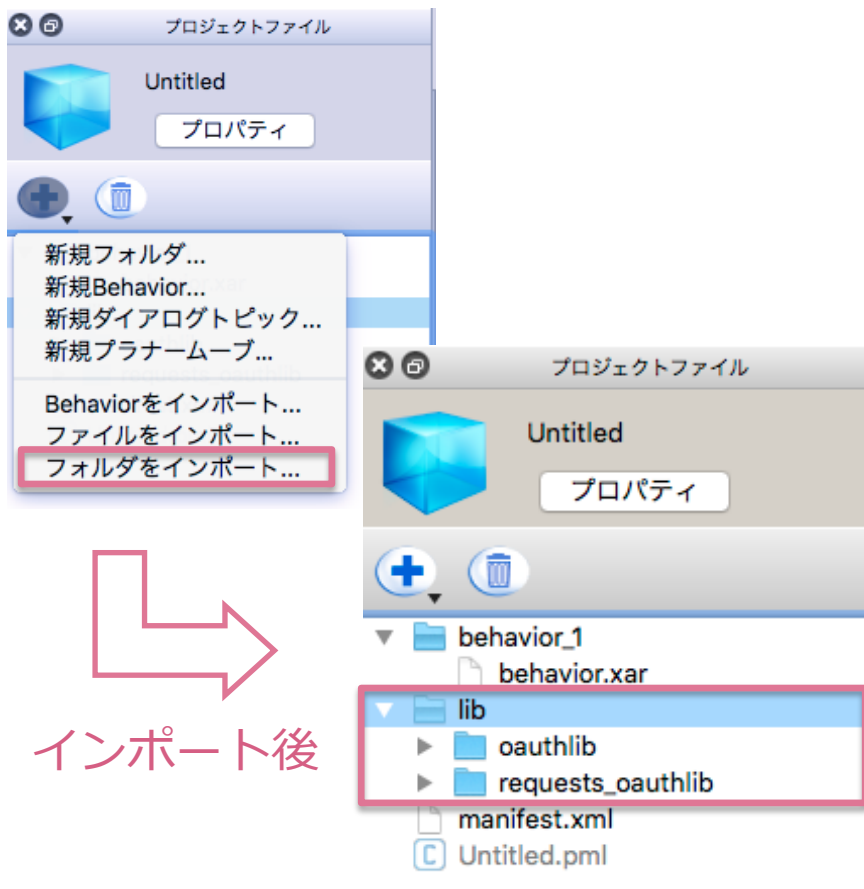 プロジェクトファイル
Untitled
プロパティ
新規フォルダ...
新規Behavior...
新規ダイアログトピック...
新規プラナームーブ...
Behaviorをインポート...
ファイルをインポート...
フォルダをインポート...
インポート後
プロジェクトファイル
Untitled
プロパティ
behavior_1
behavior.xar
lib
oauthlib
requests_oauthlib
manifest.xml
C Untitled.pml